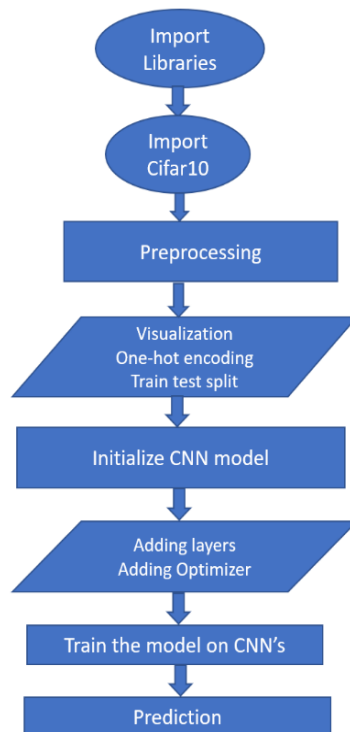 Import
Libraries
Import
Cifar10
Preprocessing
Visualization
One-hot encoding
Train test split
Initialize CNN model
Adding layers
Adding Optimizer
Train the model on CNN's
Prediction